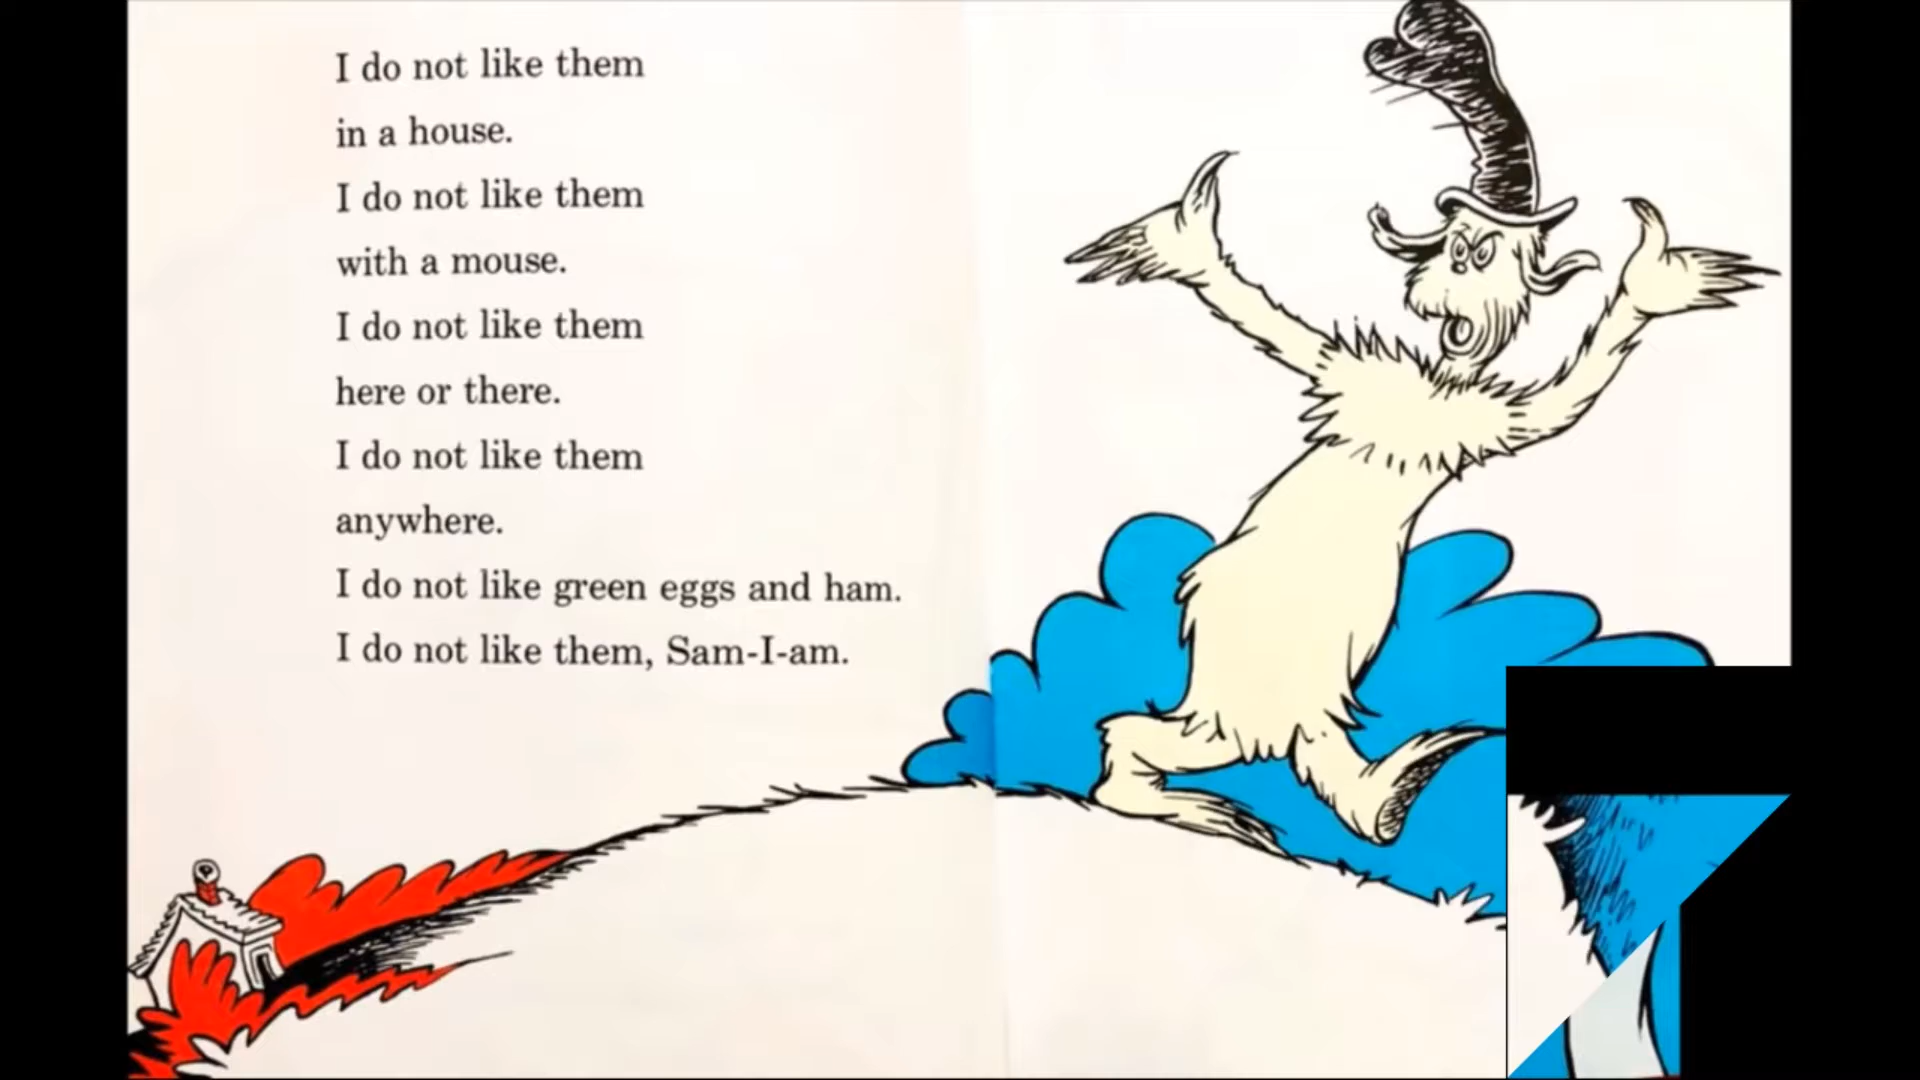 I do not like them
in a house.
I do not like them
with a mouse.
I do not like them
here or there.
I do not like them
anywhere.
I do not like green eggs and ham.
I do not like them, Sam-I-am.